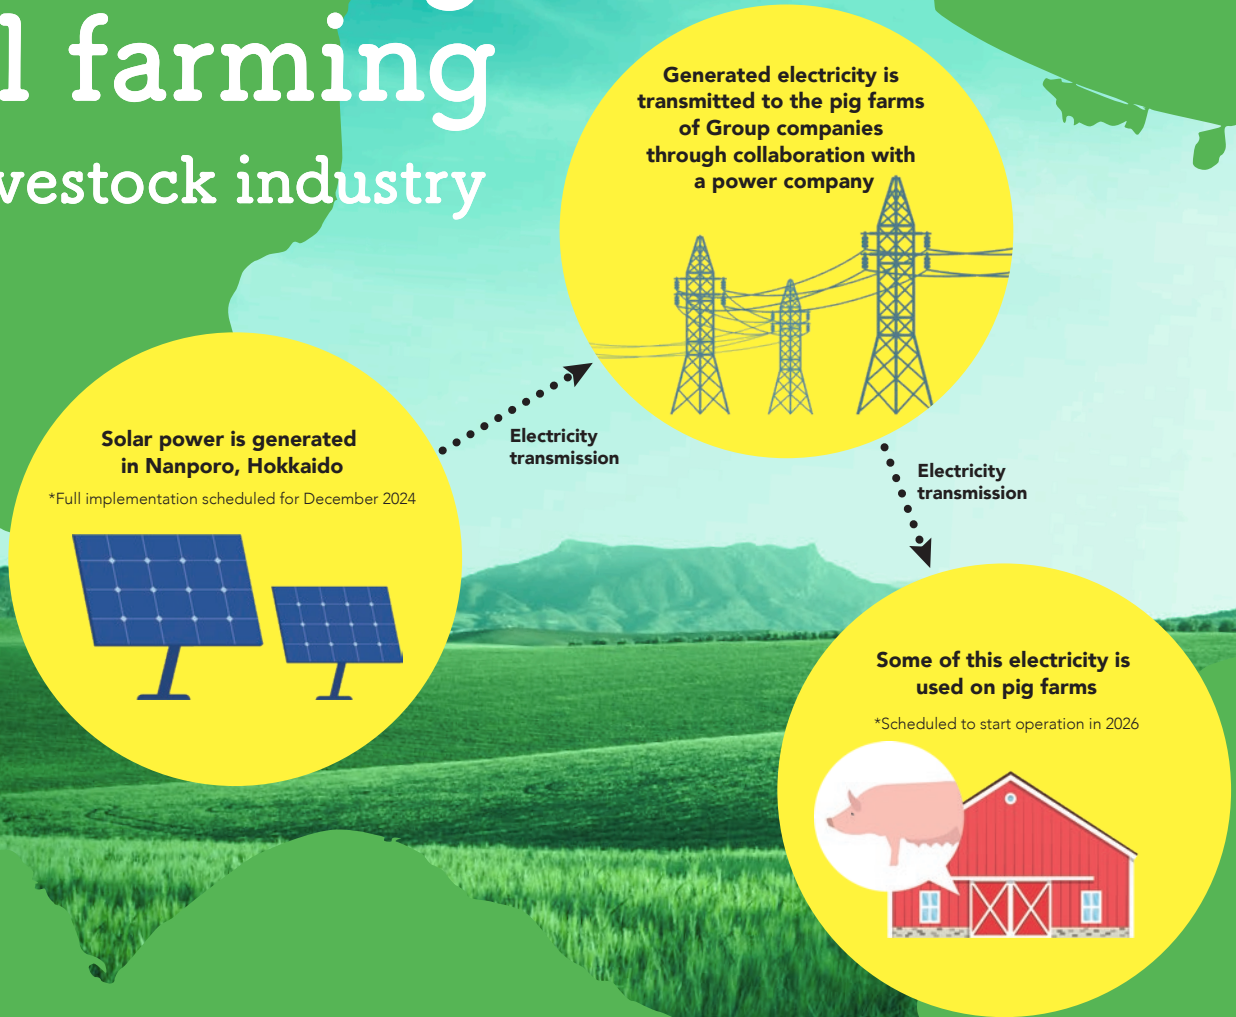 farming
industry
Generated electricity is
transmitted to the pig farms
of Group companies
through collaboration with
a power company
Electricity
transmission
Solar power is generated
in Nanporo, Hokkaido
*Full implementation scheduled for December 2024
Electricity
transmission
Some of this electricity is
used on pig farms
*Scheduled to start operation in 2026